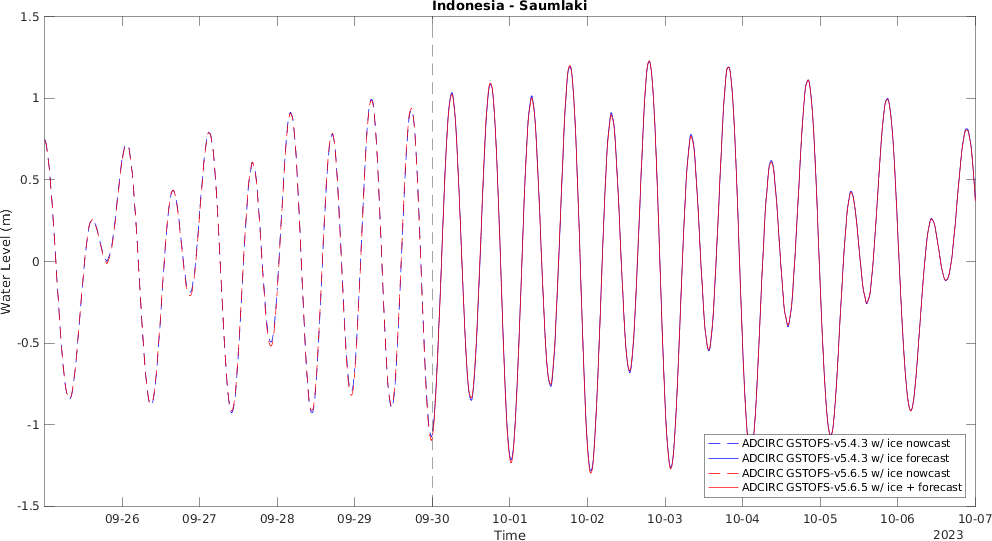 Indonesia - Saumlaki
Water Level (m)
1.5
1
0.5
0
-0.5
-1
-1.5
ADCIRC GSTOFS-v5.4.3 w/ ice nowcast
ADCIRC GSTOFS-v5.4.3 w/ ice forecast
ADCIRC GSTOFS-v5.6.5 w/ ice nowcast
ADCIRC GSTOFS-v5.6.5 w/ ice + forecast
09-26 09-27 09-28 09-29 09-30 10-01 10-02 10-03 10-04 10-05 10-06 10-07
Time
2023